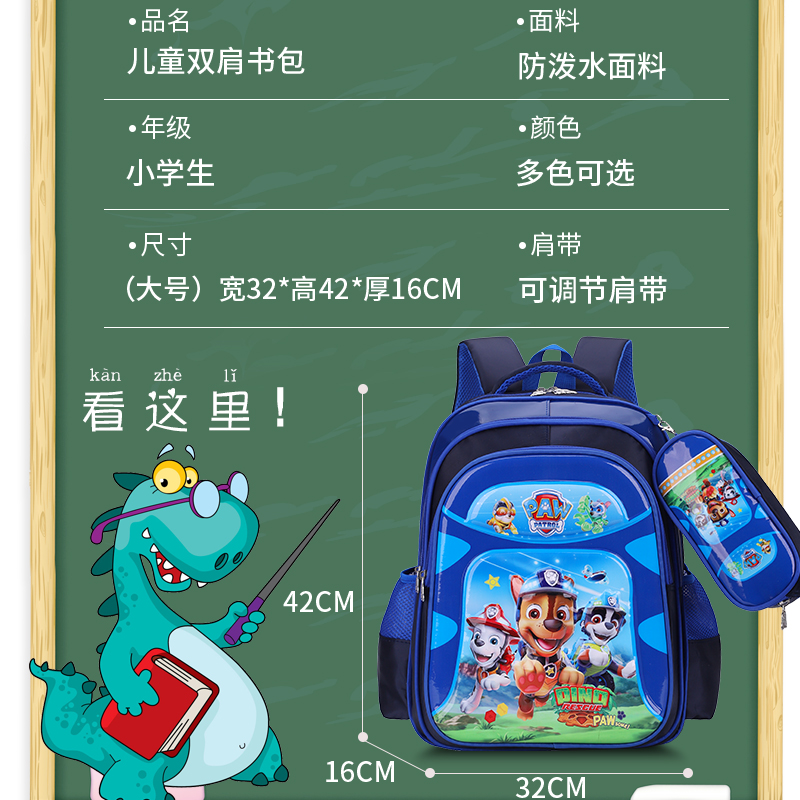 •品名
•面料
儿童双肩书包
防泼水面料
•年级
•颜色
小学生
多色可选
•尺寸
•肩带
（大号）宽32*高42*厚16CM
可调节肩带
kàn zhè lǐ
看这里！
PAW
PATROL
42CM
DINO
RESCUE
PAW
16CM
32CM